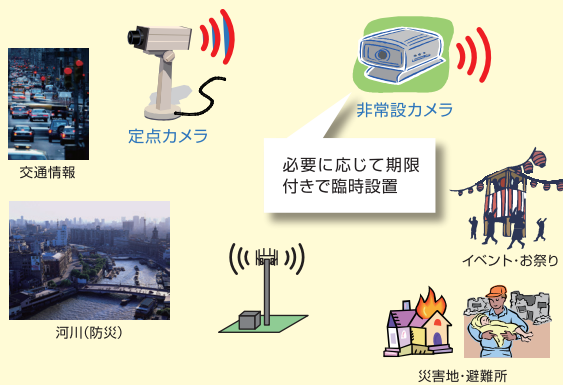 定点カメラ
非常設カメラ
交通情報
必要に応じて期限
付きで臨時設置
イベント・お祭り
河川(防災)
災害地・避難所